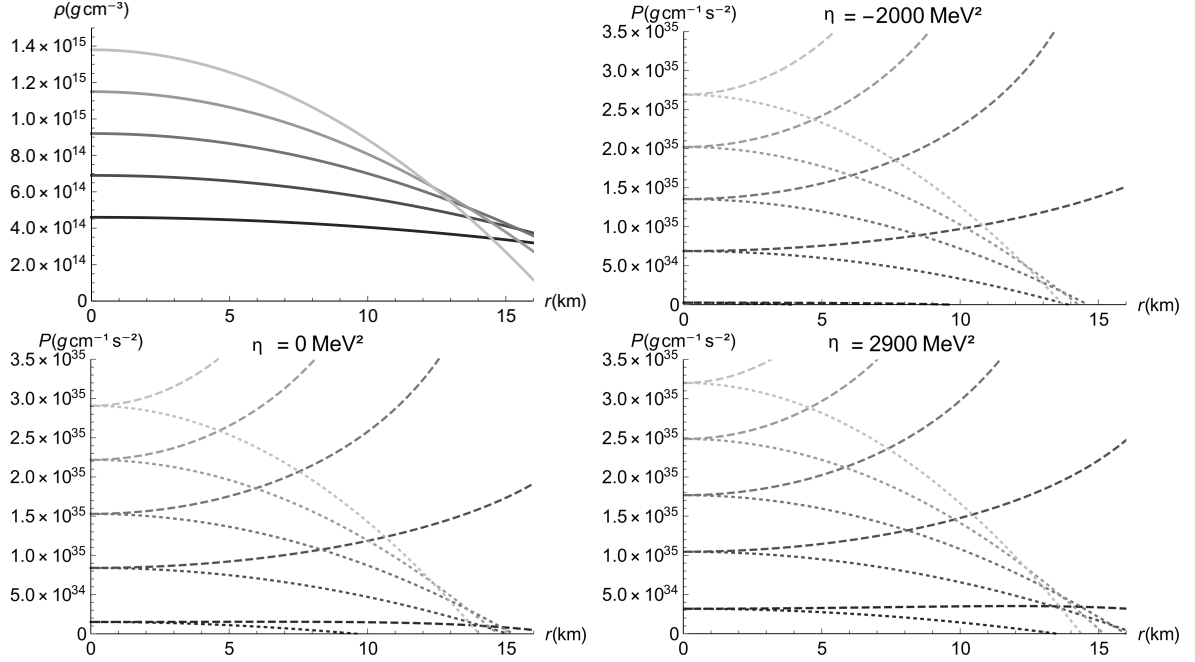 ρ(g cm⁻³)
1.4 × 10¹⁵
1.2 × 10¹⁵
1.0 × 10¹⁵
8.0 × 10¹⁴
6.0 × 10¹⁴
4.0 × 10¹⁴
2.0 × 10¹⁴
0
0 5 10 15 r(km)
P(g cm⁻¹ s⁻²) η = −2000 MeV²
3.5 × 10³⁵
3.0 × 10³⁵
2.5 × 10³⁵
2.0 × 10³⁵
1.5 × 10³⁵
1.0 × 10³⁵
5.0 × 10³⁴
0
0 5 10 15 r(km)
P(g cm⁻¹ s⁻²) η = 0 MeV²
3.5 × 10³⁵
3.0 × 10³⁵
2.5 × 10³⁵
2.0 × 10³⁵
1.5 × 10³⁵
1.0 × 10³⁵
5.0 × 10³⁴
0
0 5 10 15 r(km)
P(g cm⁻¹ s⁻²) η = 2900 MeV²
3.5 × 10³⁵
3.0 × 10³⁵
2.5 × 10³⁵
2.0 × 10³⁵
1.5 × 10³⁵
1.0 × 10³⁵
5.0 × 10³⁴
0
0 5 10 15 r(km)